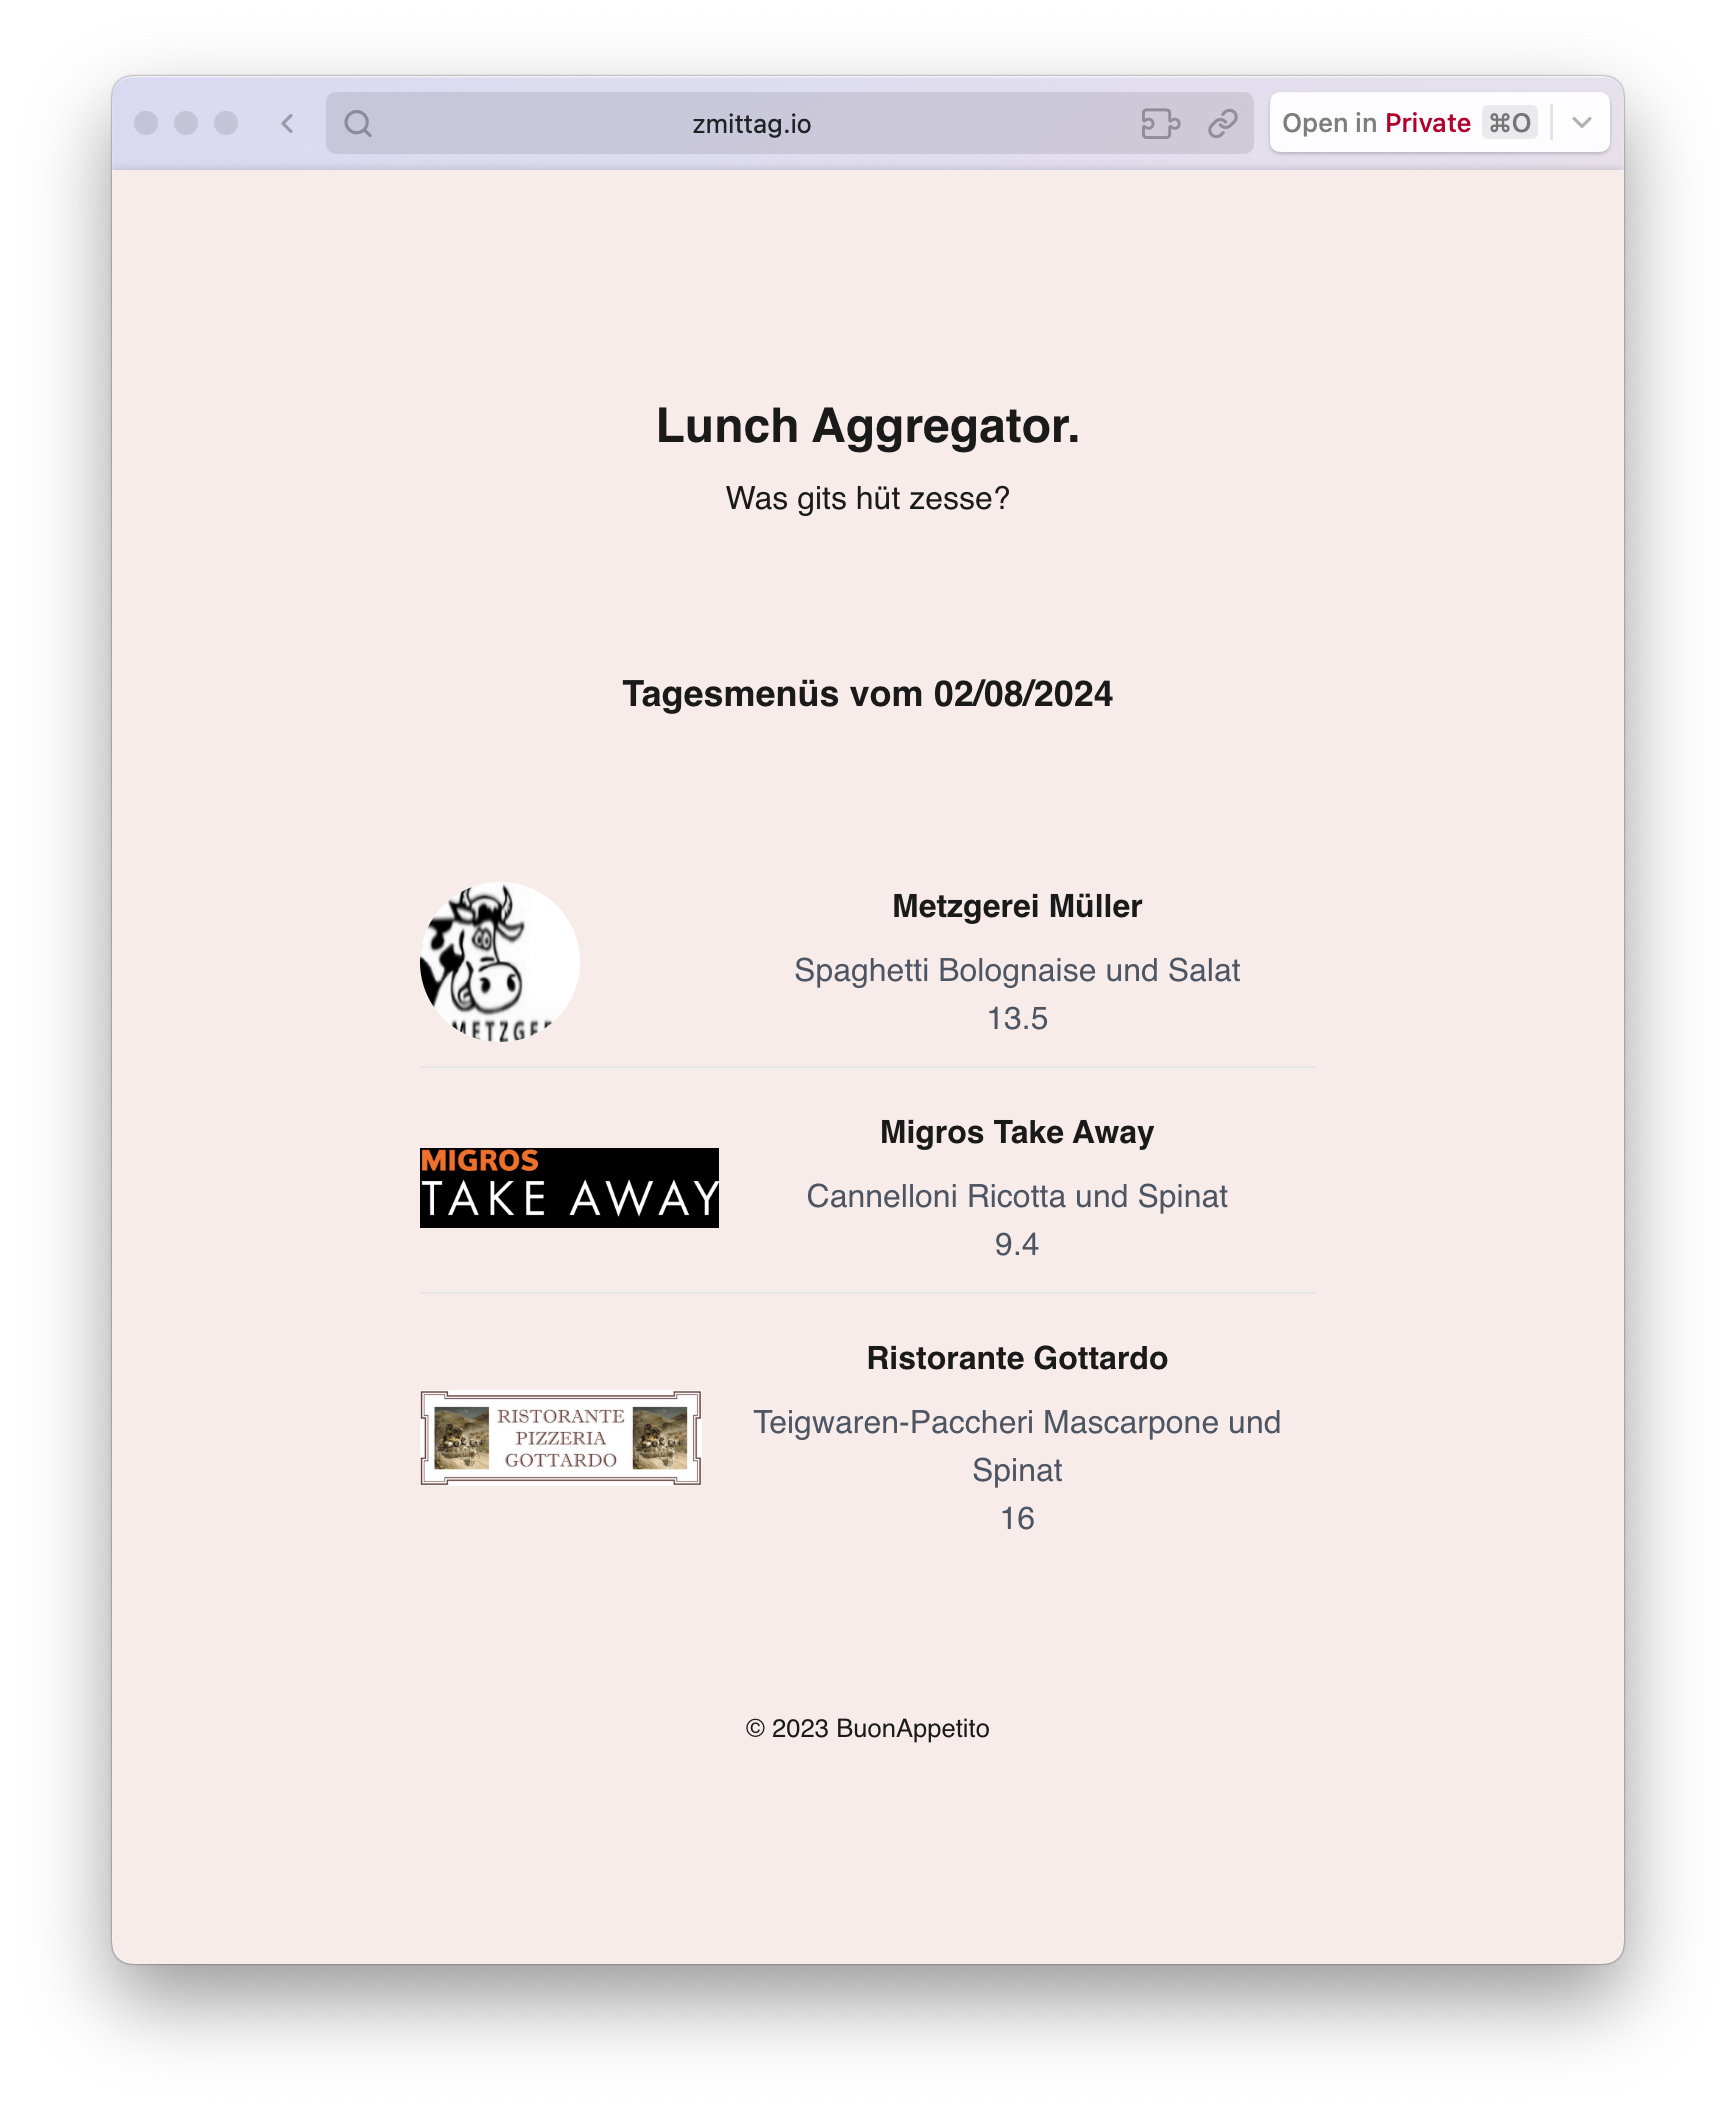 zmittag.io
Open in Private ⌘O
Lunch Aggregator.
Was gits hüt zesse?
Tagesmenüs vom 02/08/2024
METZGER
Metzgerei Müller
Spaghetti Bolognaise und Salat
13.5
MIGROS
TAKE AWAY
Migros Take Away
Cannelloni Ricotta und Spinat
9.4
RISTORANTE
PIZZERIA
GOTTARDO
Ristorante Gottardo
Teigwaren-Paccheri Mascarpone und
Spinat
16
© 2023 BuonAppetito